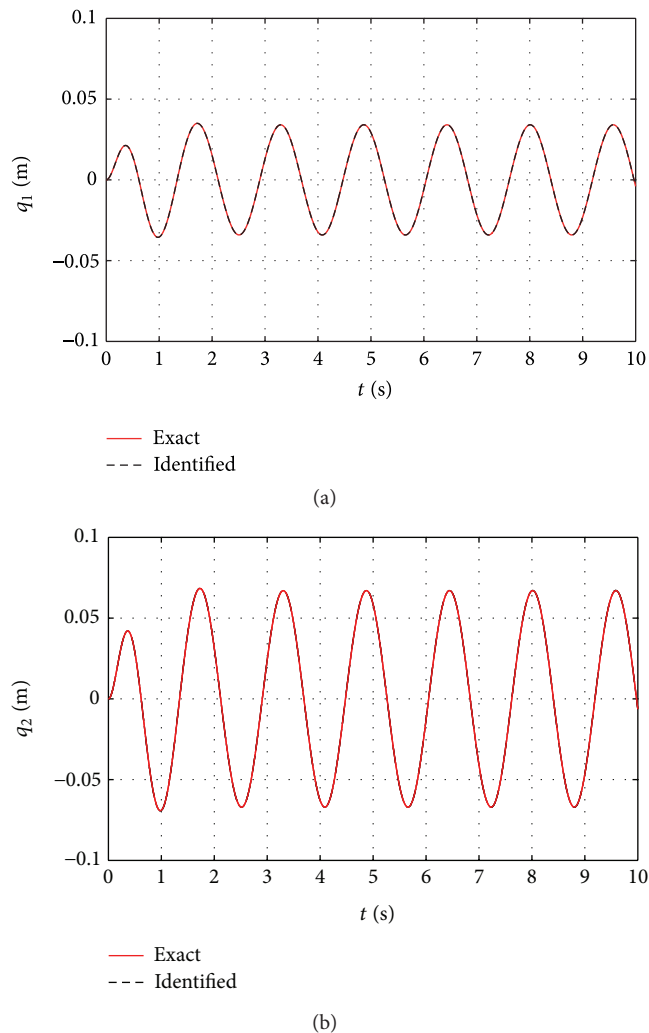 0.1
0.05
0
−0.05
−0.1
q1 (m)
0 1 2 3 4 5 6 7 8 9 10
t (s)
Exact
Identified
(a)
0.1
0.05
0
−0.05
−0.1
q2 (m)
0 1 2 3 4 5 6 7 8 9 10
t (s)
Exact
Identified
(b)